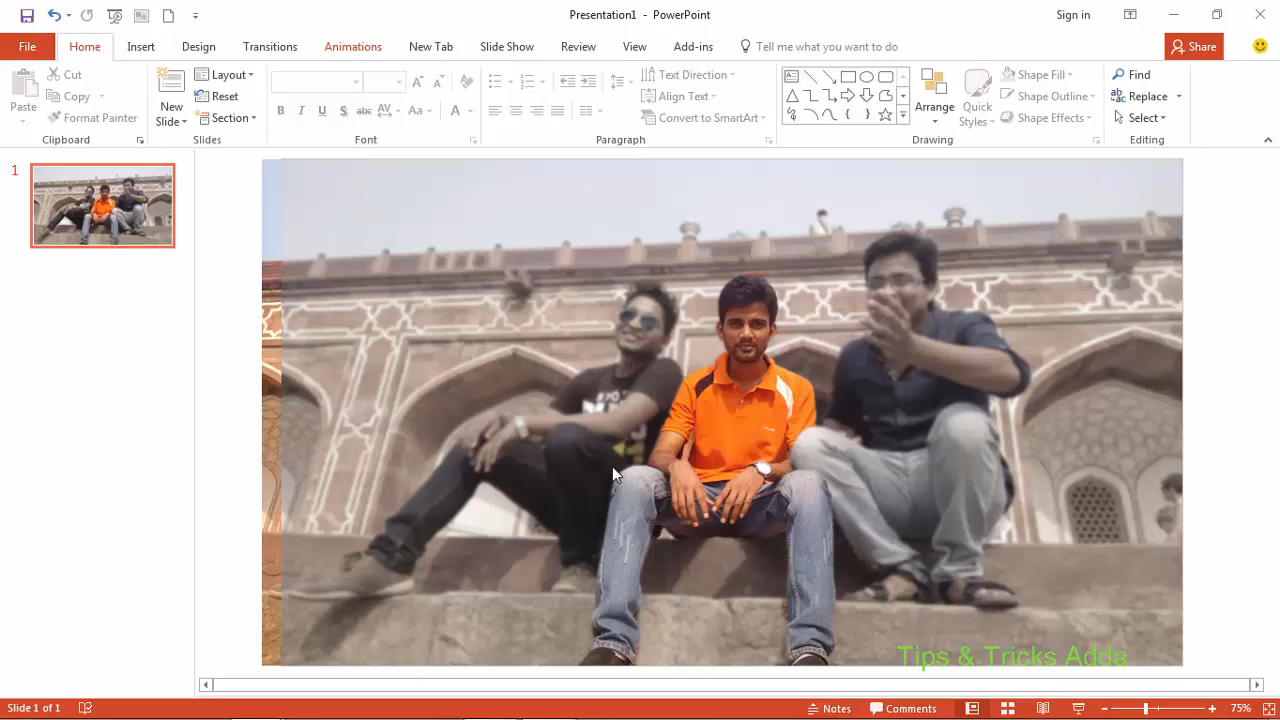 Presentation1 - PowerPoint
Sign in
File
Home
Insert
Design
Transitions
Animations
New Tab
Slide Show
Review
View
Add-ins
Tell me what you want to do
Share
Paste
Cut
Copy
Format Painter
Clipboard
New
Slide
Layout
Reset
Section
Slides
B I U S abc AV Aa A
Font
Text Direction
Align Text
Convert to SmartArt
Paragraph
Arrange
Quick
Styles
Shape Fill
Shape Outline
Shape Effects
Drawing
Find
Replace
Select
Editing
1
Tips & Tricks Adda
Slide 1 of 1
Notes
Comments
75%